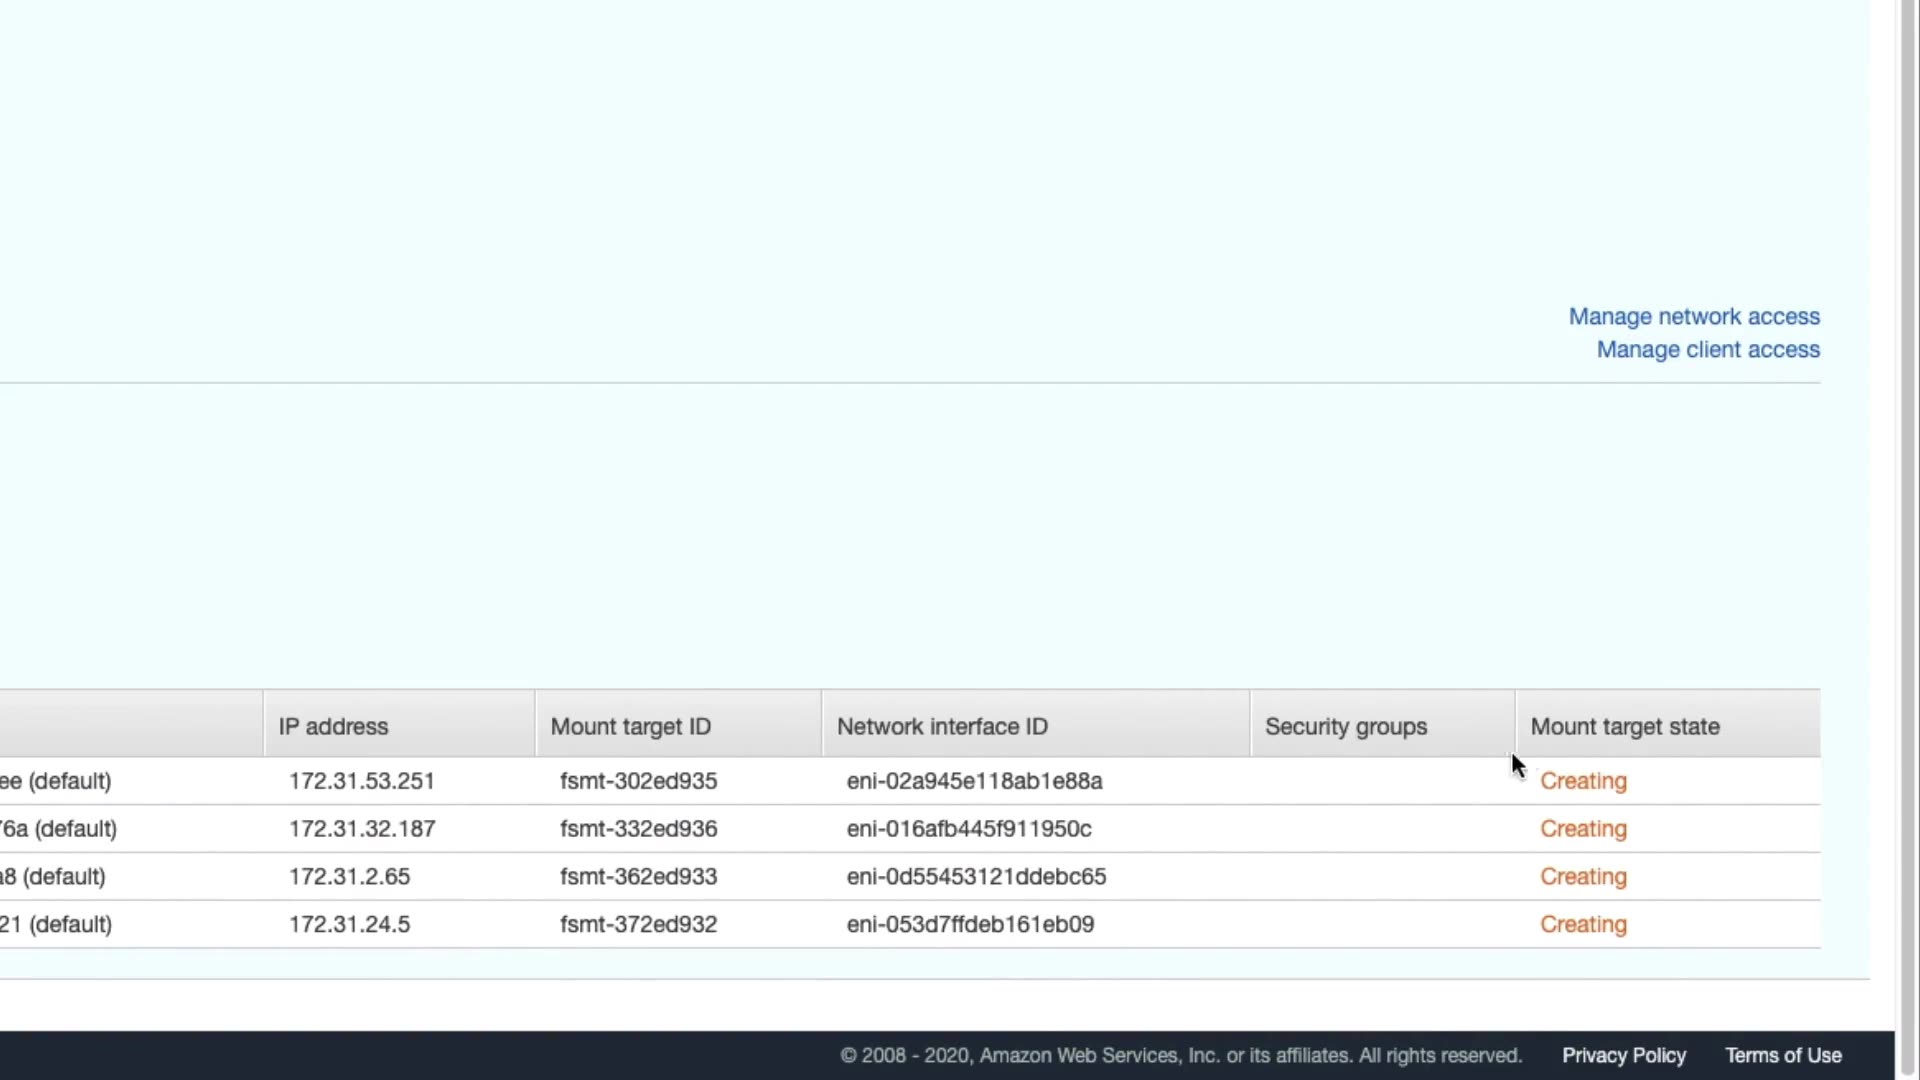 Manage network access
Manage client access
IP address Mount target ID Network interface ID Security groups Mount target state
ee (default) 172.31.53.251 fsmt-302ed935 eni-02a945e118ab1e88a Creating
76a (default) 172.31.32.187 fsmt-332ed936 eni-016afb445f911950c Creating
a8 (default) 172.31.2.65 fsmt-362ed933 eni-0d55453121ddebc65 Creating
21 (default) 172.31.24.5 fsmt-372ed932 eni-053d7ffdeb161eb09 Creating
© 2008 - 2020, Amazon Web Services, Inc. or its affiliates. All rights reserved. Privacy Policy Terms of Use